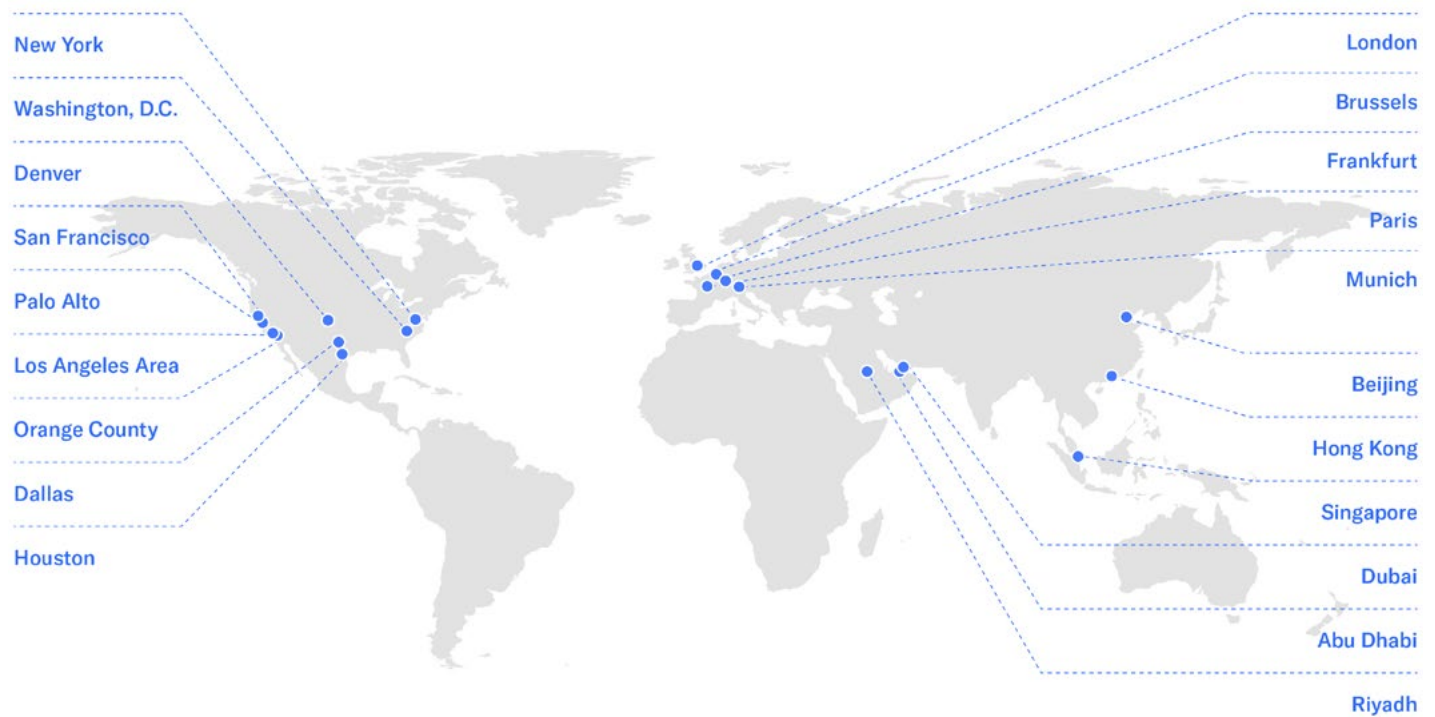 New York
Washington, D.C.
Denver
San Francisco
Palo Alto
Los Angeles Area
Orange County
Dallas
Houston
London
Brussels
Frankfurt
Paris
Munich
Beijing
Hong Kong
Singapore
Dubai
Abu Dhabi
Riyadh